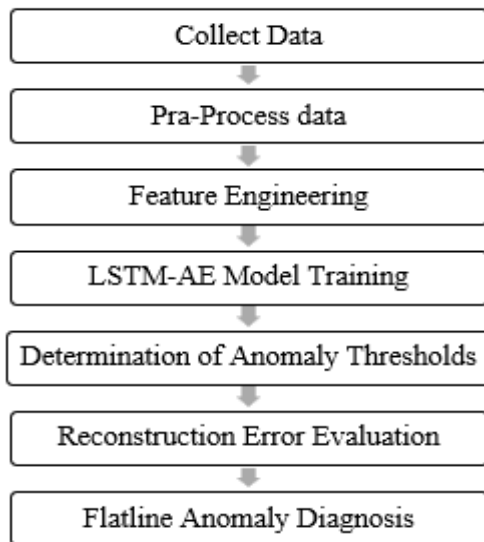 Collect Data
Pra-Process data
Feature Engineering
LSTM-AE Model Training
Determination of Anomaly Thresholds
Reconstruction Error Evaluation
Flatline Anomaly Diagnosis